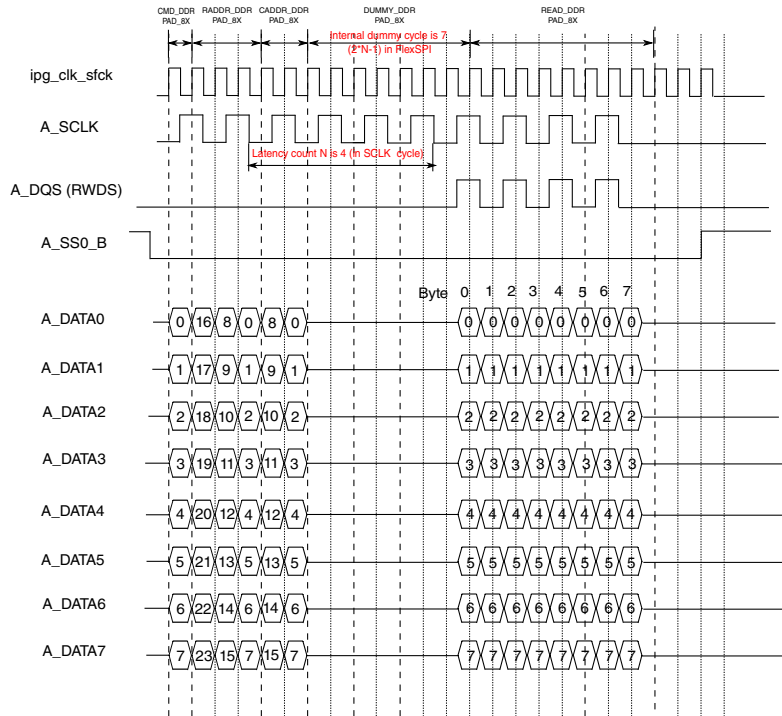 CMD_DDR RADDR_DDR CADDR_DDR DUMMY_DDR READ_DDR
PAD_8X PAD_8X PAD_8X PAD_8X PAD_8X
Internal dummy cycle is 7
(2*N-1) in FlexSPI
ipg_clk_sfck
A_SCLK
Latency count N is 4 (in SCLK cycle)
A_DQS (RWDS)
A_SS0_B
Byte 0 1 2 3 4 5 6 7
A_DATA0 0 16 8 0 8 0 0 0 0 0 0 0 0 0
A_DATA1 1 17 9 1 9 1 1 1 1 1 1 1 1 1
A_DATA2 2 18 10 2 10 2 2 2 2 2 2 2 2 2
A_DATA3 3 19 11 3 11 3 3 3 3 3 3 3 3 3
A_DATA4 4 20 12 4 12 4 4 4 4 4 4 4 4 4
A_DATA5 5 21 13 5 13 5 5 5 5 5 5 5 5 5
A_DATA6 6 22 14 6 14 6 6 6 6 6 6 6 6 6
A_DATA7 7 23 15 7 15 7 7 7 7 7 7 7 7 7